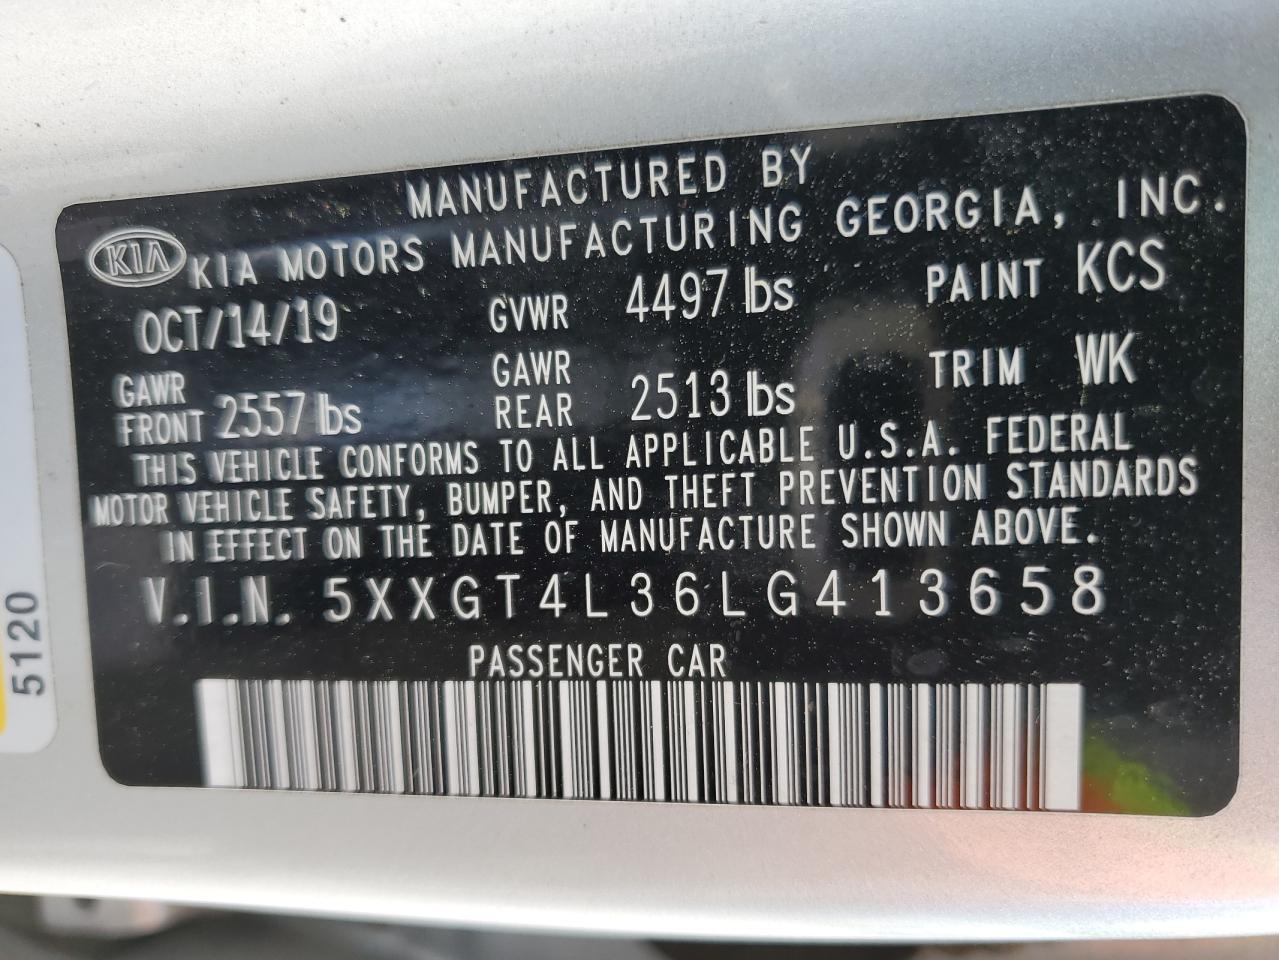 MANUFACTURED BY
KIA KIA MOTORS MANUFACTURING GEORGIA, INC.
OCT/14/19 GVWR 4497 lbs PAINT KCS
GAWR FRONT 2557 lbs GAWR REAR 2513 lbs TRIM WK
THIS VEHICLE CONFORMS TO ALL APPLICABLE U.S.A. FEDERAL
MOTOR VEHICLE SAFETY, BUMPER, AND THEFT PREVENTION STANDARDS
IN EFFECT ON THE DATE OF MANUFACTURE SHOWN ABOVE.
V.I.N. 5XXGT4L36LG413658
PASSENGER CAR
5120